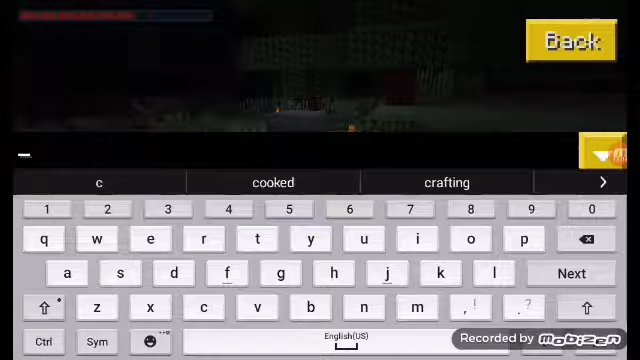 Back
c cooked crafting
1 2 3 4 5 6 7 8 9 0
q w e r t y u i o p
a s d f g h j k l Next
z x c v b n m , ! . ?
Ctrl Sym English(US)
Recorded by MOBIZEN